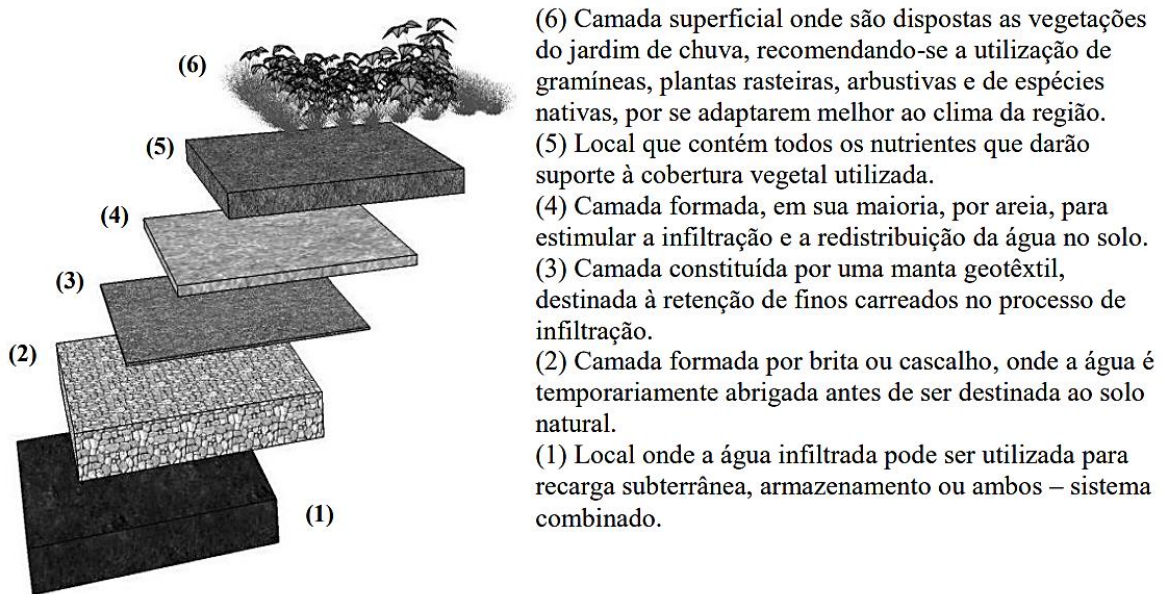 (6) Camada superficial onde são dispostas as vegetações
do jardim de chuva, recomendando-se a utilização de
gramíneas, plantas rasteiras, arbustivas e de espécies
nativas, por se adaptarem melhor ao clima da região.
(5) Local que contém todos os nutrientes que darão
suporte à cobertura vegetal utilizada.
(4) Camada formada, em sua maioria, por areia, para
estimular a infiltração e a redistribuição da água no solo.
(3) Camada constituída por uma manta geotêxtil,
destinada à retenção de finos carreados no processo de
infiltração.
(2) Camada formada por brita ou cascalho, onde a água é
temporariamente abrigada antes de ser destinada ao solo
natural.
(1) Local onde a água infiltrada pode ser utilizada para
recarga subterrânea, armazenamento ou ambos – sistema
combinado.
(6)
(5)
(4)
(3)
(2)
(1)